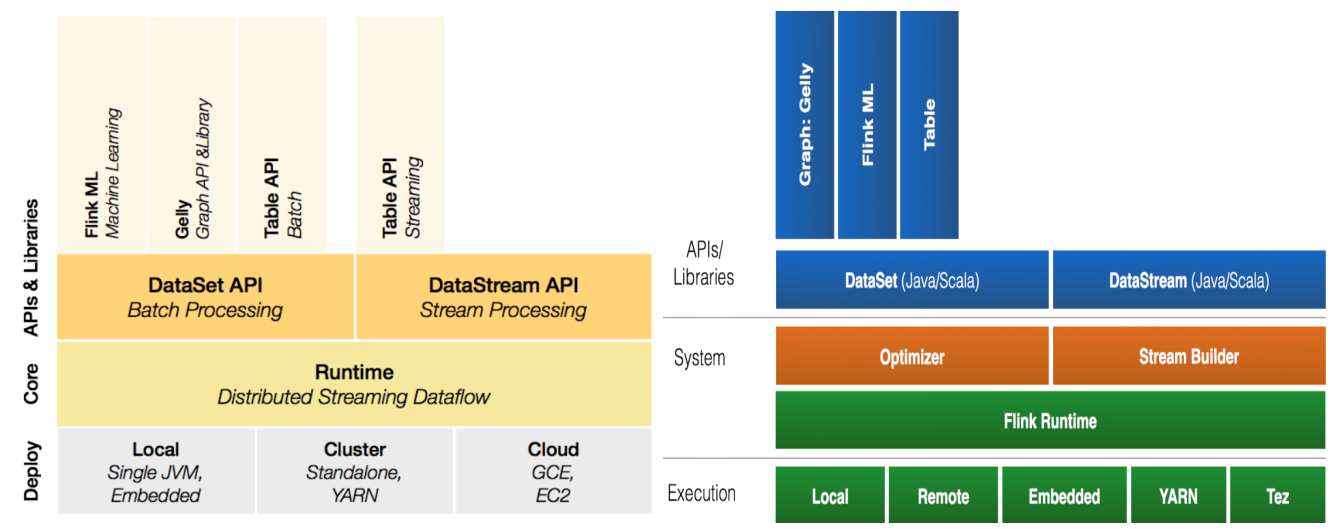 APIs & Libraries
Flink ML
Machine Learning
Gelly
Graph API &Library
Table API
Batch
Table API
Streaming
DataSet API
Batch Processing
DataStream API
Stream Processing
Core
Runtime
Distributed Streaming Dataflow
Deploy
Local
Single JVM,
Embedded
Cluster
Standalone,
YARN
Cloud
GCE,
EC2
Graph: Gelly
Flink ML
Table
APIs/
Libraries
DataSet (Java/Scala)
DataStream (Java/Scala)
System
Optimizer
Stream Builder
Flink Runtime
Execution
Local
Remote
Embedded
YARN
Tez